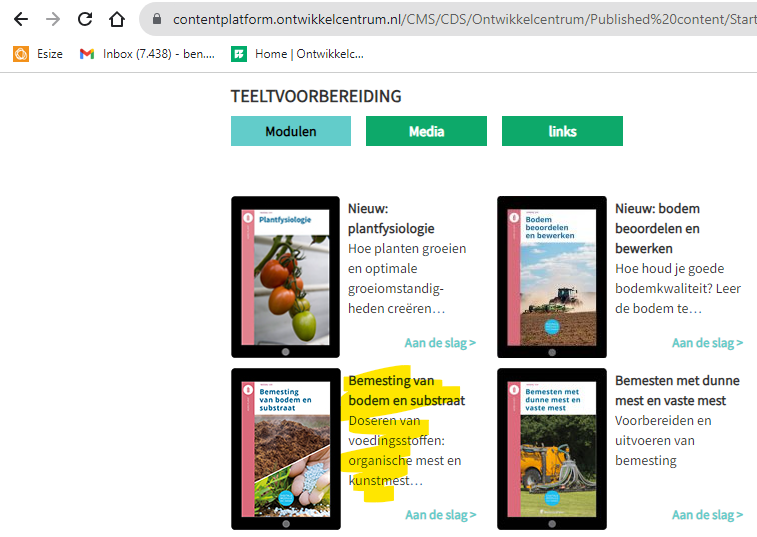 contentplatform.ontwikkelcentrum.nl/CMS/CDS/Ontwikkelcentrum/Published%20content/Start
Esize
Inbox (7.438) - ben....
Home | Ontwikkelc...
TEELTVOORBEREIDING
Modulen
Media
links
Plantfysiologie
Nieuw:
plantfysiologie
Hoe planten groeien
en optimale
groeiomstandig-
heden creëren…
Aan de slag >
Bodem
beoordelen
en bewerken
Nieuw: bodem
beoordelen en
bewerken
Hoe houd je goede
bodemkwaliteit? Leer
de bodem te…
Aan de slag >
Bemesting
van bodem en
substraat
Bemesting van
bodem en substraat
Doseren van
voedingsstoffen:
organische mest en
kunstmest…
Aan de slag >
Bemesten met dunne
mest en
vaste mest
Bemesten met dunne
mest en vaste mest
Voorbereiden en
uitvoeren van
bemesting
Aan de slag >